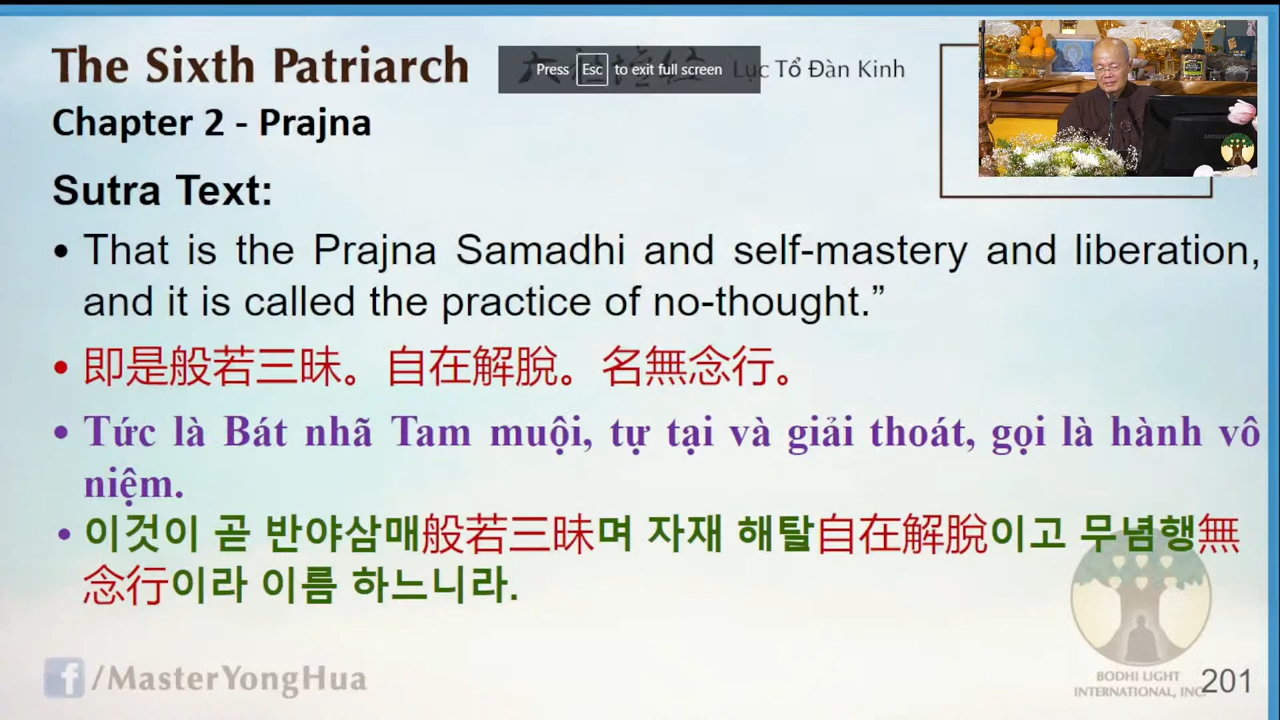 The Sixth Patriarch
Press Esc to exit full screen
Lục Tổ Đàn Kinh
Chapter 2 - Prajna
Sutra Text:
• That is the Prajna Samadhi and self-mastery and liberation,
and it is called the practice of no-thought.”
• 即是般若三昧。自在解脫。名無念行。
• Tức là Bát nhã Tam muội, tự tại và giải thoát, gọi là hành vô
niệm.
• 이것이 곧 반야삼매般若三昧며 자재 해탈自在解脫이고 무념행無
念行이라 이름 하느니라.
f/MasterYongHua
BODHI LIGHT
INTERNATIONAL, INC.
201